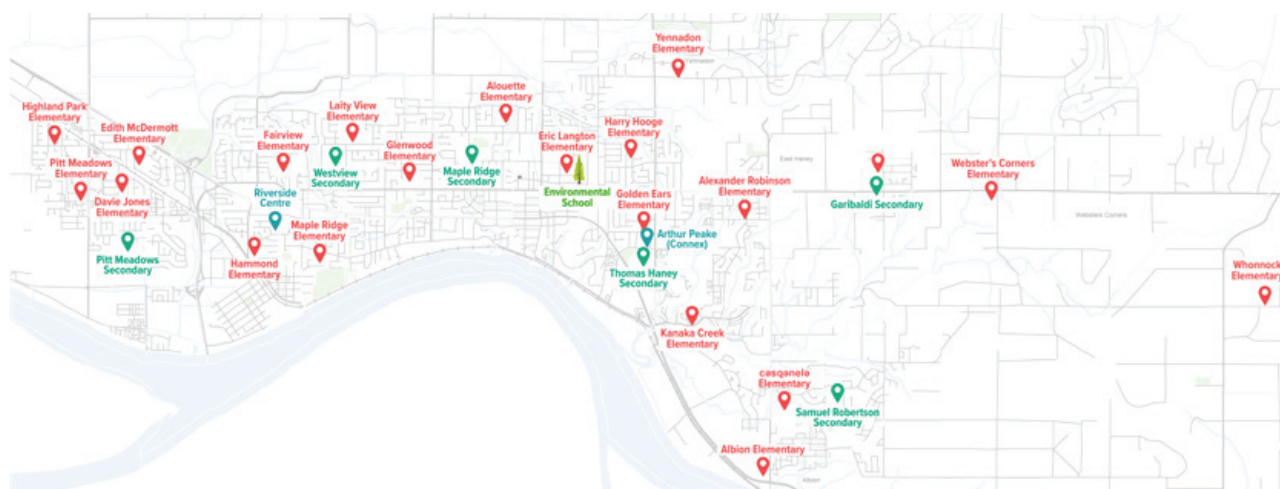 Yennadon
Elementary
Yennadon
Alouette
Elementary
Highland Park
Elementary
Laity View
Elementary
Edith McDermott
Elementary
Harry Hooge
Elementary
Fairview
Elementary
Eric Langton
Elementary
Glenwood
Elementary
East Haney
Pitt Meadows
Elementary
Westview
Secondary
Maple Ridge
Secondary
Webster's Corners
Elementary
Alexander Robinson
Elementary
Riverside
Centre
Environmental
School
Golden Ears
Elementary
Davie Jones
Elementary
Garibaldi Secondary
Websters Corners
Maple Ridge
Elementary
Arthur Peake
(Connex)
Pitt Meadows
Secondary
Hammond
Elementary
Thomas Haney
Secondary
Whonnock
Elementary
Kanaka Creek
Elementary
c̓əsqənelə
Elementary
Samuel Robertson
Secondary
Albion Elementary
Albion